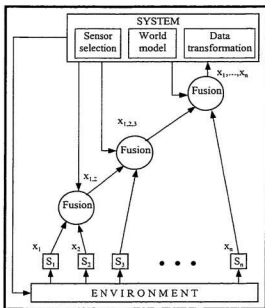 SYSTEM
Sensor selection
World model
Data transformation
x₁,...,xₙ
Fusion
x₁,₂,₃
Fusion
x₁,₂
Fusion
x₁
x₂
xₙ
S₁
S₂
S₃
• • •
Sₙ
ENVIRONMENT